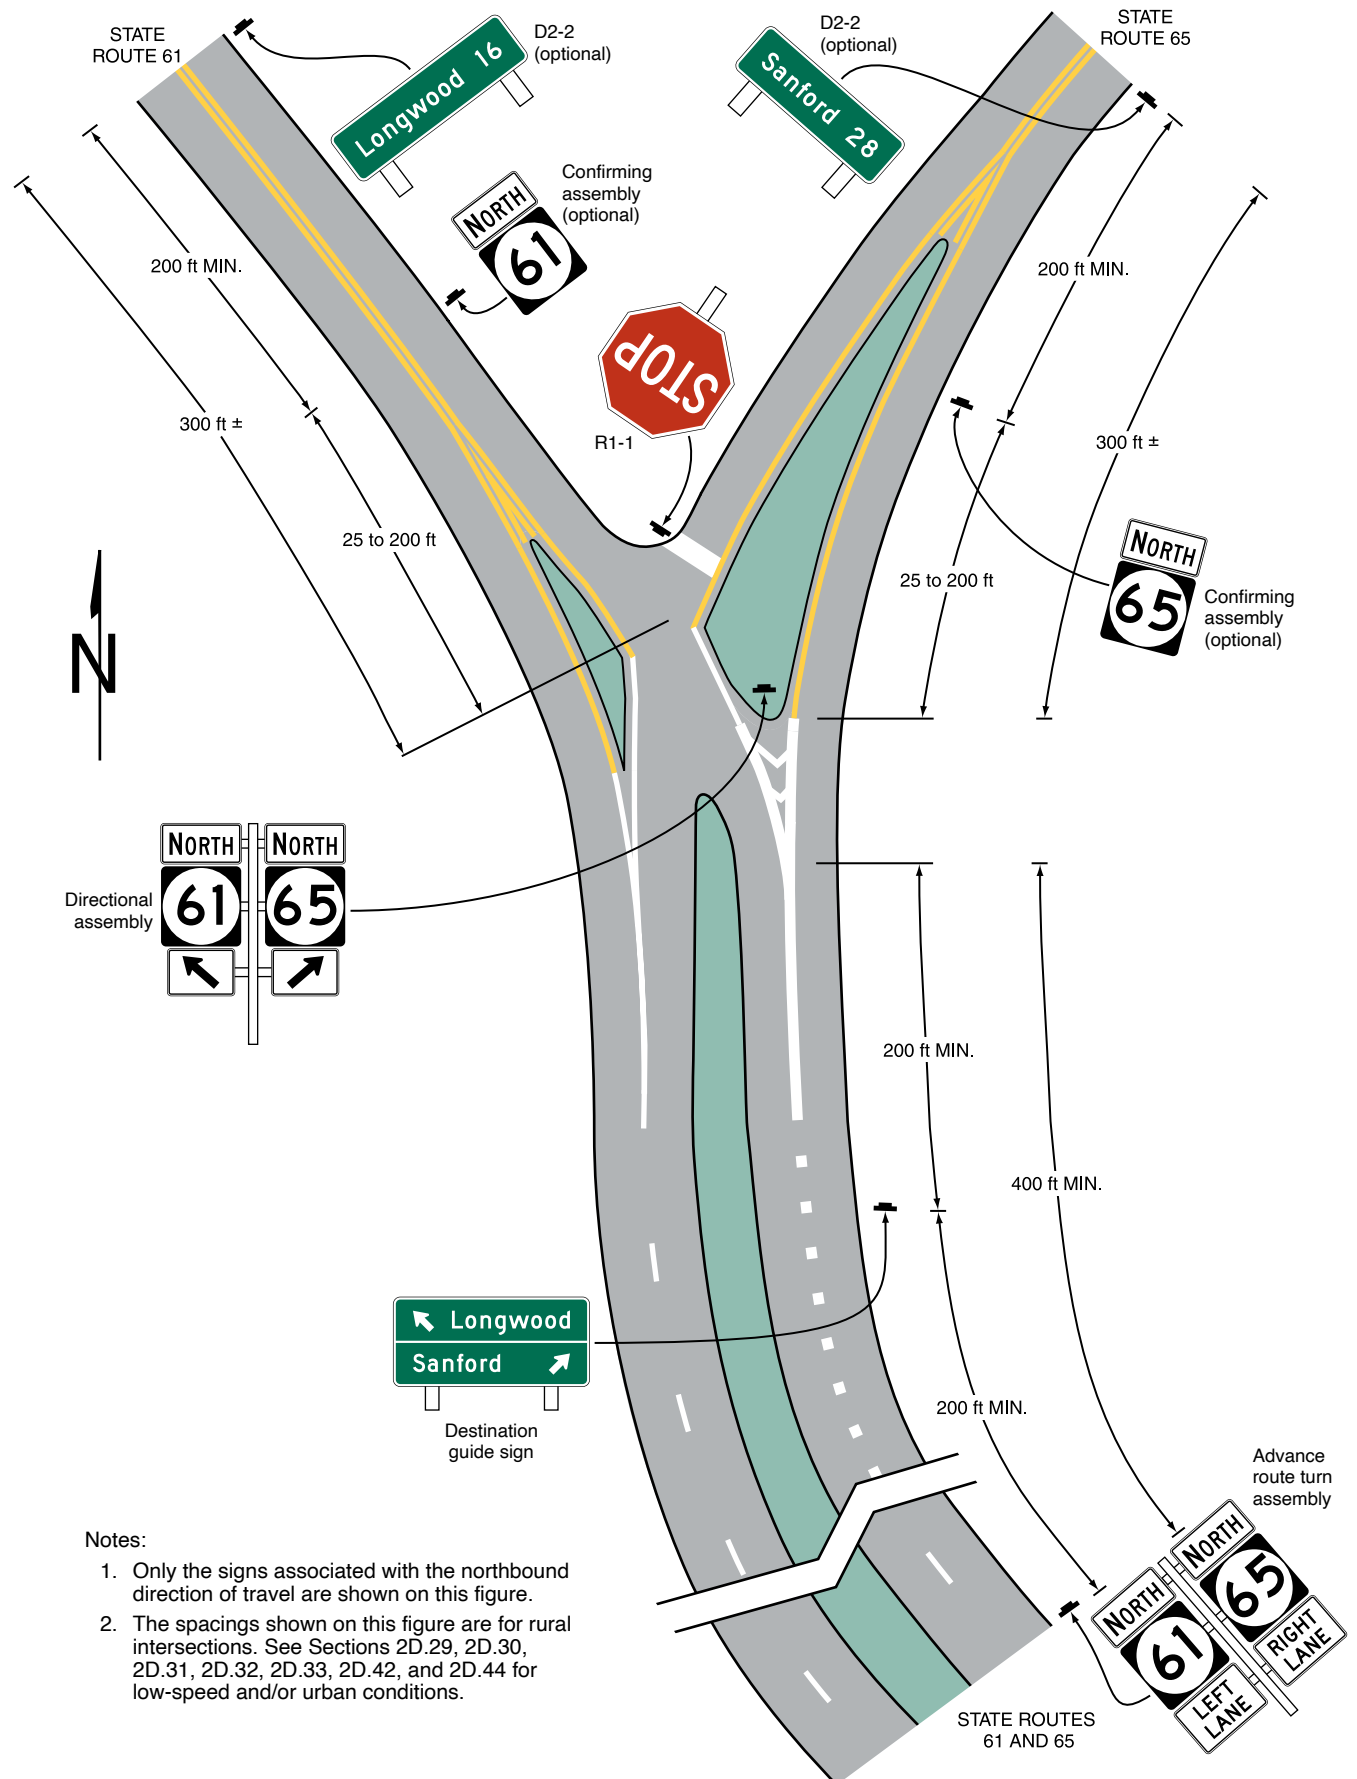 STATE
ROUTE 61
Longwood 16
D2-2
(optional)
D2-2
(optional)
Sanford 28
STATE
ROUTE 65
NORTH
61
Confirming
assembly
(optional)
200 ft MIN.
200 ft MIN.
STOP
R1-1
300 ft ±
300 ft ±
25 to 200 ft
25 to 200 ft
NORTH
65
Confirming
assembly
(optional)
N
NORTH NORTH
61 65
Directional
assembly
200 ft MIN.
400 ft MIN.
Longwood
Sanford
Destination
guide sign
200 ft MIN.
Advance
route turn
assembly
NORTH
65
RIGHT
LANE
NORTH
61
LEFT
LANE
STATE ROUTES
61 AND 65
Notes:
1. Only the signs associated with the northbound
direction of travel are shown on this figure.
2. The spacings shown on this figure are for rural
intersections. See Sections 2D.29, 2D.30,
2D.31, 2D.32, 2D.33, 2D.42, and 2D.44 for
low-speed and/or urban conditions.